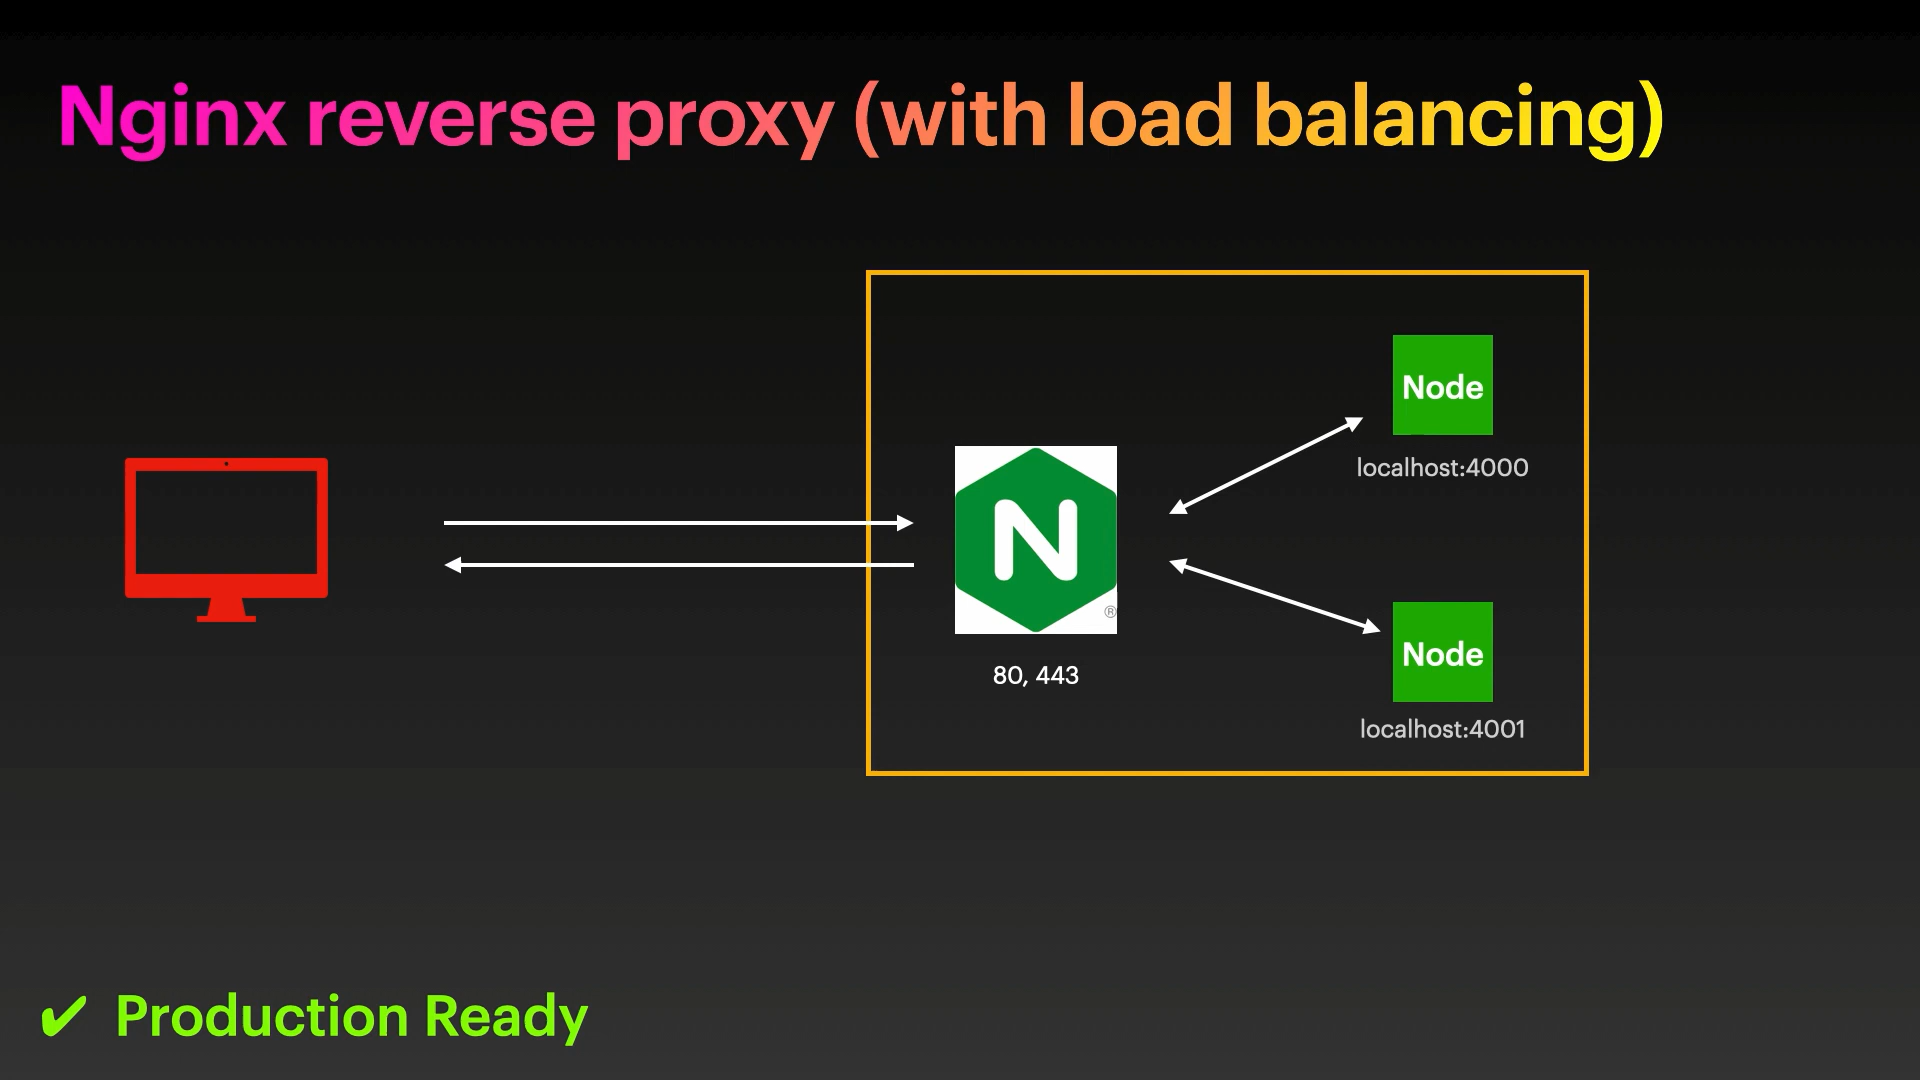 Nginx reverse proxy (with load balancing)
Node
localhost:4000
N
®
80, 443
Node
localhost:4001
✔ Production Ready